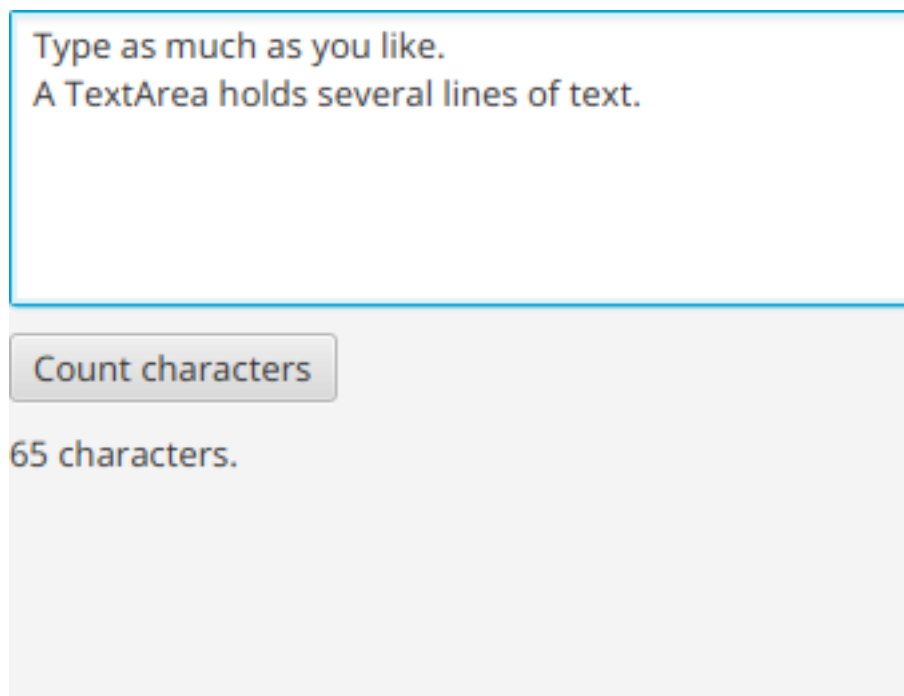 Type as much as you like.
A TextArea holds several lines of text.
Count characters
65 characters.